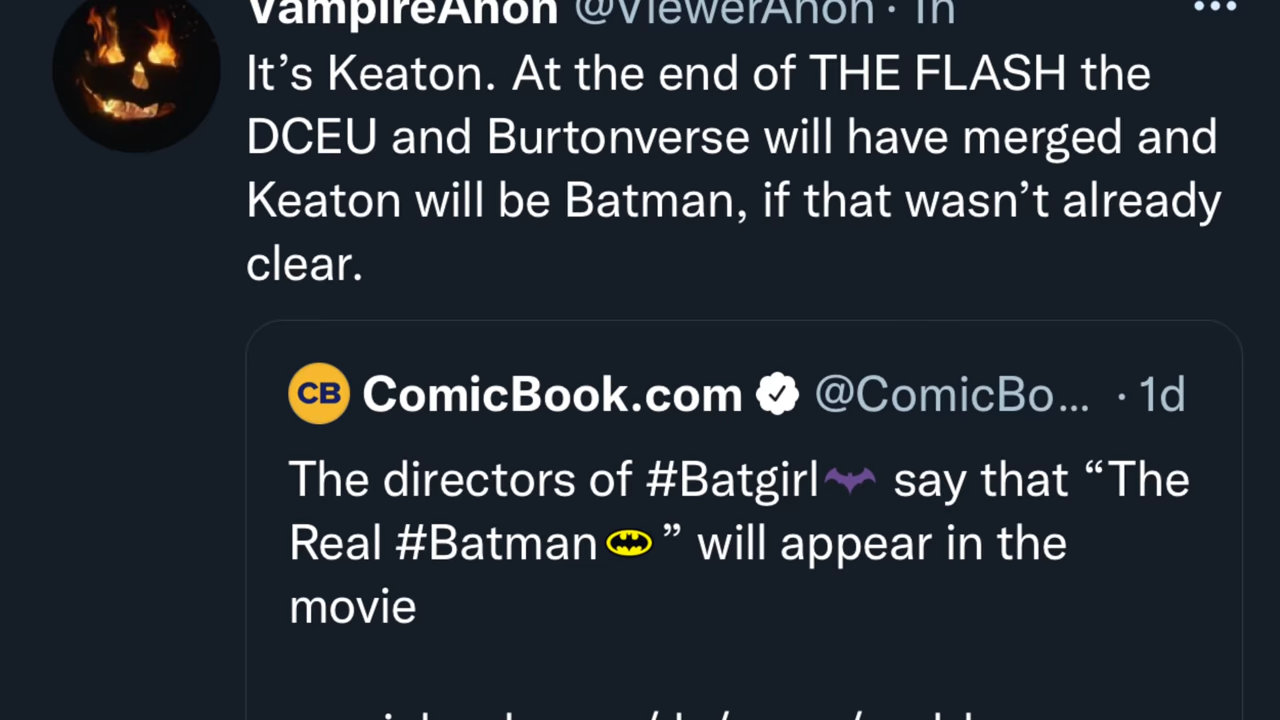 VampireAnon @ViewerAnon · 1h
It’s Keaton. At the end of THE FLASH the
DCEU and Burtonverse will have merged and
Keaton will be Batman, if that wasn’t already
clear.
CB ComicBook.com @ComicBo... · 1d
The directors of #Batgirl say that “The
Real #Batman ” will appear in the
movie